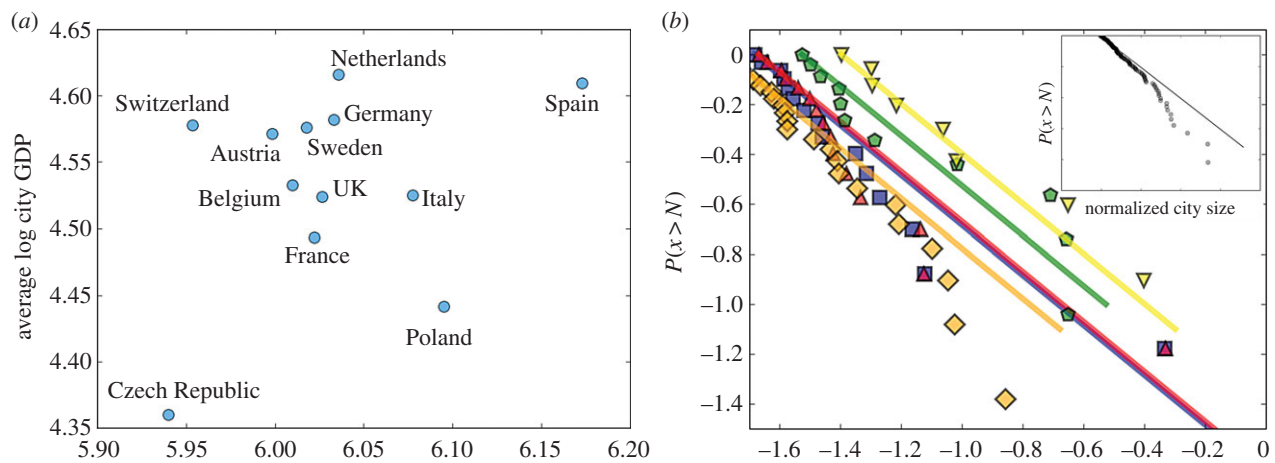 (a)
4.65
4.60
4.55
4.50
4.45
4.40
4.35
average log city GDP
5.90
5.95
6.00
6.05
6.10
6.15
6.20
Netherlands
Switzerland
Spain
Germany
Austria
Sweden
Belgium
UK
Italy
France
Poland
Czech Republic
(b)
0
−0.2
−0.4
−0.6
−0.8
−1.0
−1.2
−1.4
P(x > N)
−1.6
−1.4
−1.2
−1.0
−0.8
−0.6
−0.4
−0.2
0
P(x > N)
normalized city size